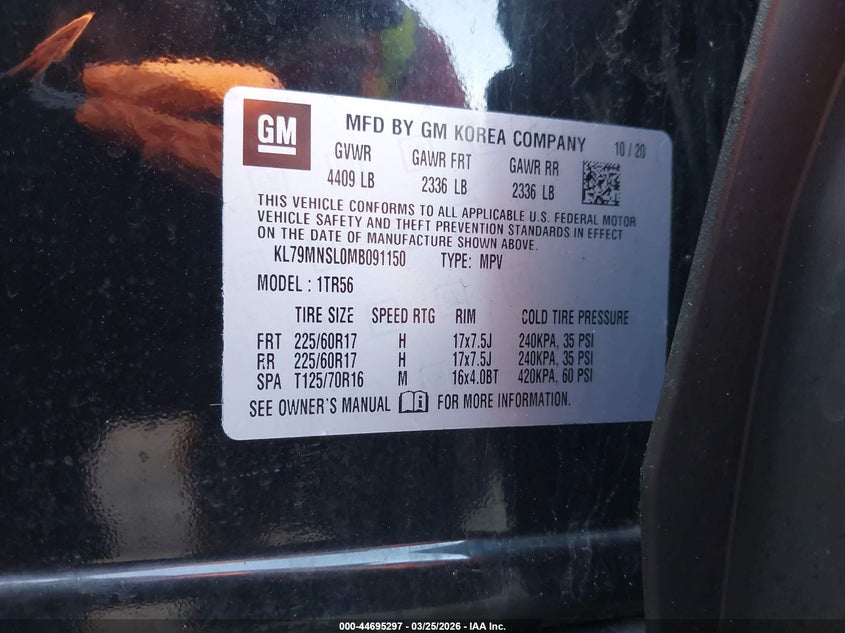 GM
MFD BY GM KOREA COMPANY 10 / 20
GVWR GAWR FRT GAWR RR
4409 LB 2336 LB 2336 LB
THIS VEHICLE CONFORMS TO ALL APPLICABLE U.S. FEDERAL MOTOR
VEHICLE SAFETY AND THEFT PREVENTION STANDARDS IN EFFECT
ON THE DATE OF MANUFACTURE SHOWN ABOVE.
KL79MNSL0MB091150 TYPE: MPV
MODEL : 1TR56
TIRE SIZE SPEED RTG RIM COLD TIRE PRESSURE
FRT 225/60R17 H 17x7.5J 240KPA, 35 PSI
RR 225/60R17 H 17x7.5J 240KPA, 35 PSI
SPA T125/70R16 M 16x4.0BT 420KPA, 60 PSI
SEE OWNER'S MANUAL FOR MORE INFORMATION.
000-44695297 - 03/25/2026 - IAA Inc.